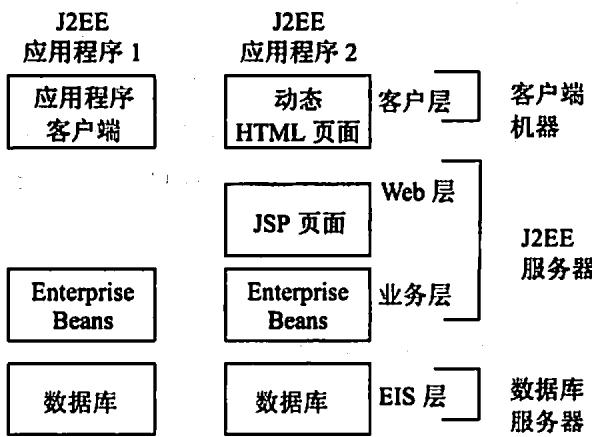 J2EE
应用程序 1
J2EE
应用程序 2
应用程序
客户端
动态
HTML 页面
客户层
客户端
机器
Web 层
JSP 页面
J2EE
服务器
Enterprise
Beans
Enterprise
Beans
业务层
数据库
数据库
EIS 层
数据库
服务器